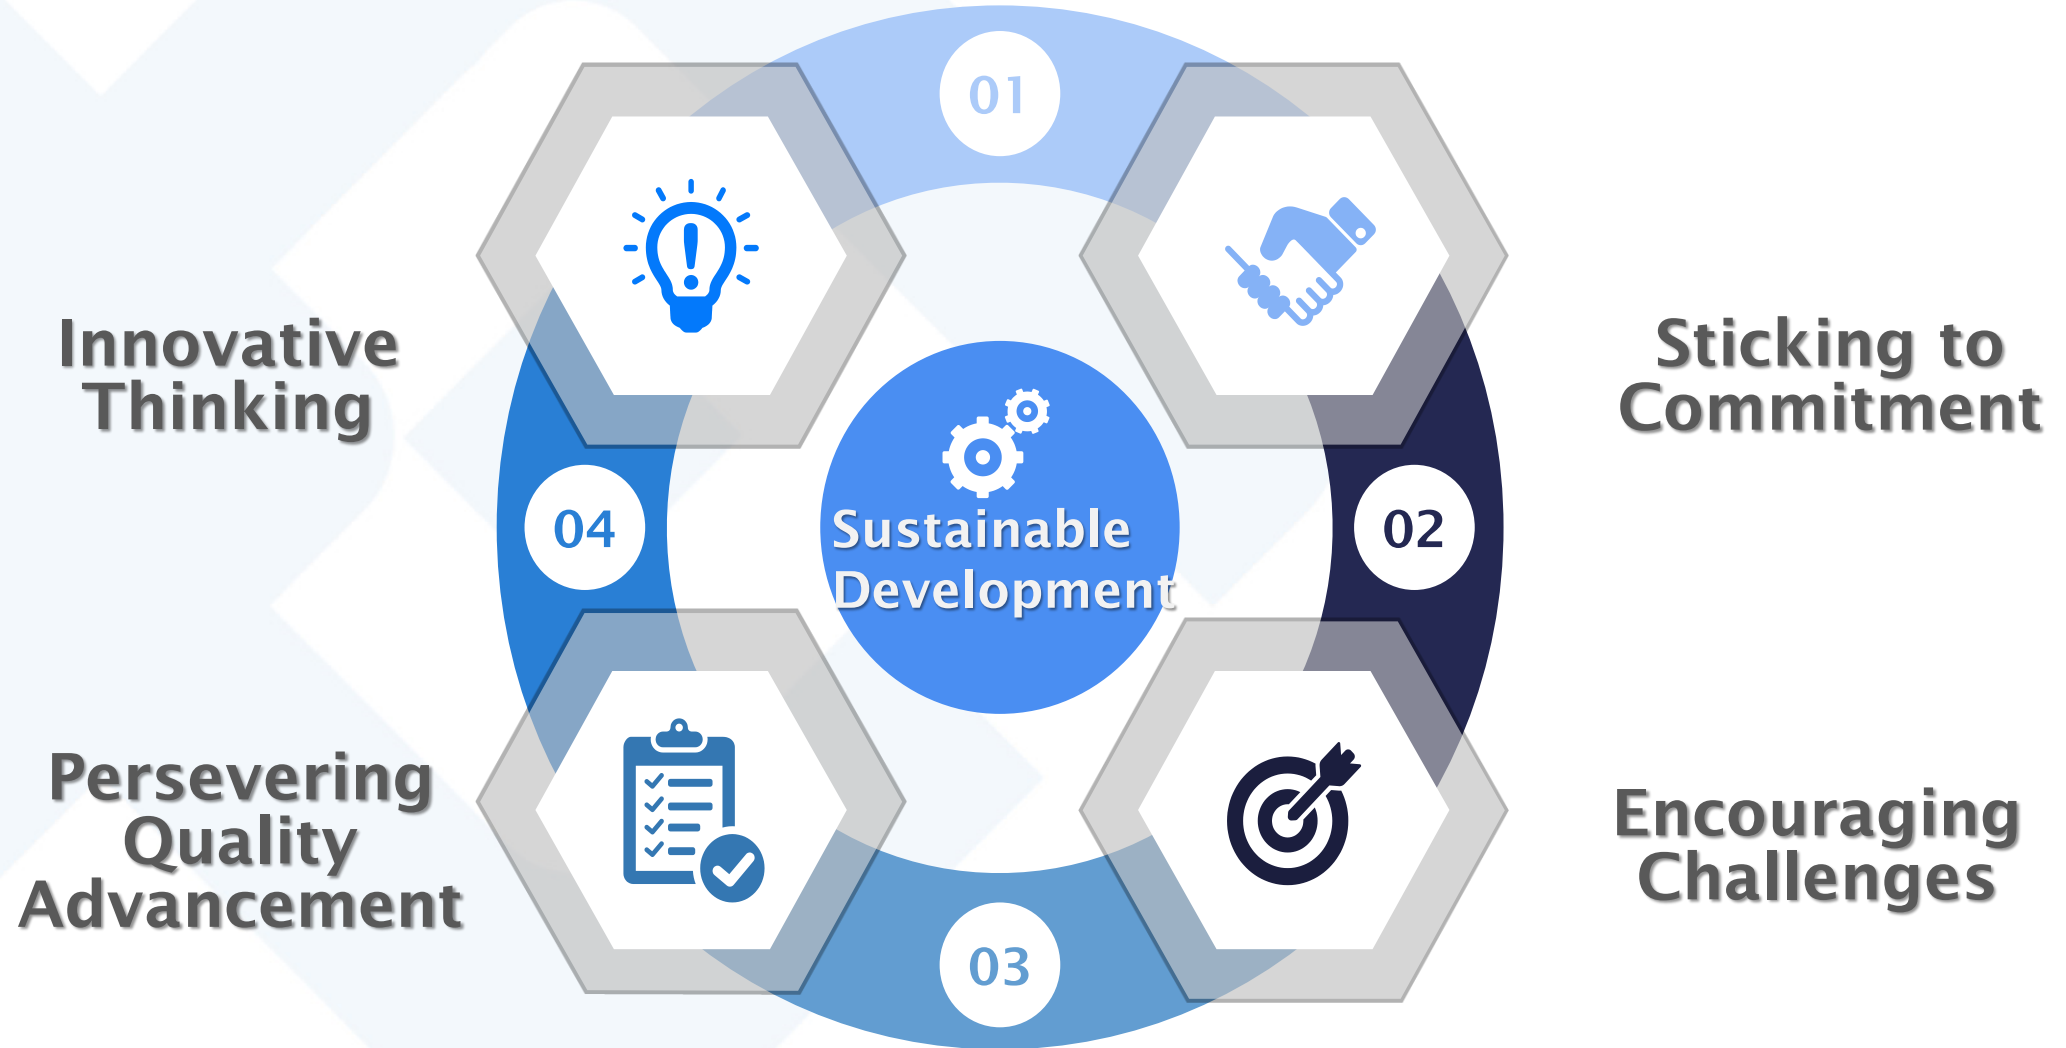 01
Innovative
Thinking
Sticking to
Commitment
04
Sustainable
Development
02
Persevering
Quality
Advancement
Encouraging
Challenges
03